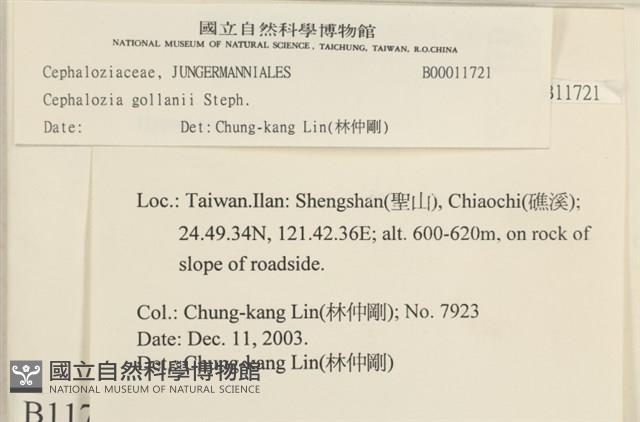 國立自然科學博物館
NATIONAL MUSEUM OF NATURAL SCIENCE, TAICHUNG, TAIWAN, R.O.CHINA
Cephaloziaceae, JUNGERMANNIALES B00011721
Cephalozia gollanii Steph.
Date: Det: Chung-kang Lin(林仲剛)
B11721
Loc.: Taiwan.Ilan: Shengshan(聖山), Chiaochi(礁溪);
24.49.34N, 121.42.36E; alt. 600-620m, on rock of
slope of roadside.
Col.: Chung-kang Lin(林仲剛); No. 7923
Date: Dec. 11, 2003.
Det: Chung-kang Lin(林仲剛)
國立自然科學博物館
NATIONAL MUSEUM OF NATURAL SCIENCE
B117